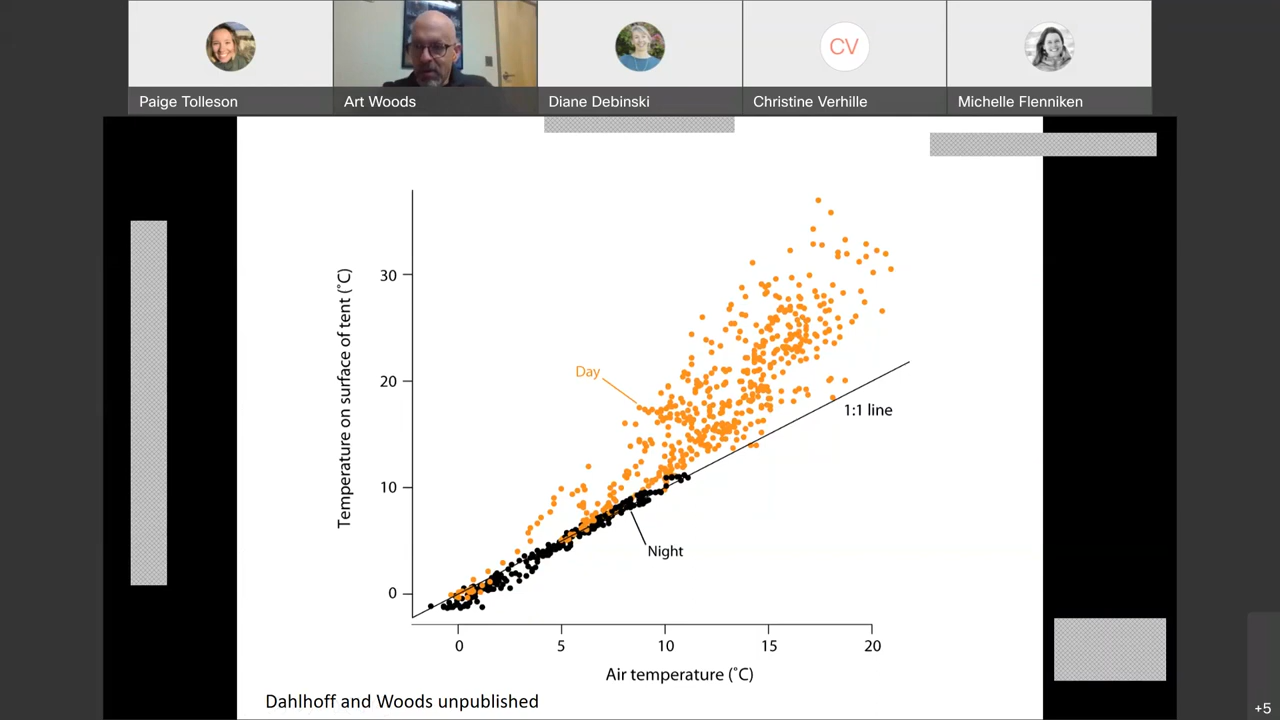 Paige Tolleson
Art Woods
Diane Debinski
CV
Christine Verhille
Michelle Flenniken
30
20
10
0
Temperature on surface of tent (˚C)
Day
1:1 line
Night
0 5 10 15 20
Air temperature (˚C)
Dahlhoff and Woods unpublished
+5